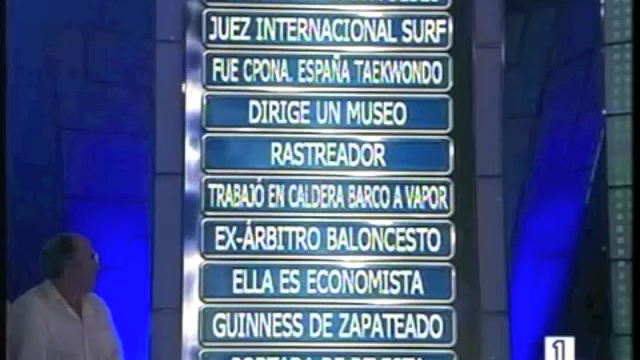 JUEZ INTERNACIONAL SURF
FUE CPONA. ESPAÑA TAEKWONDO
DIRIGE UN MUSEO
RASTREADOR
TRABAJÓ EN CALDERA BARCO A VAPOR
EX-ÁRBITRO BALONCESTO
ELLA ES ECONOMISTA
GUINNESS DE ZAPATEADO
1